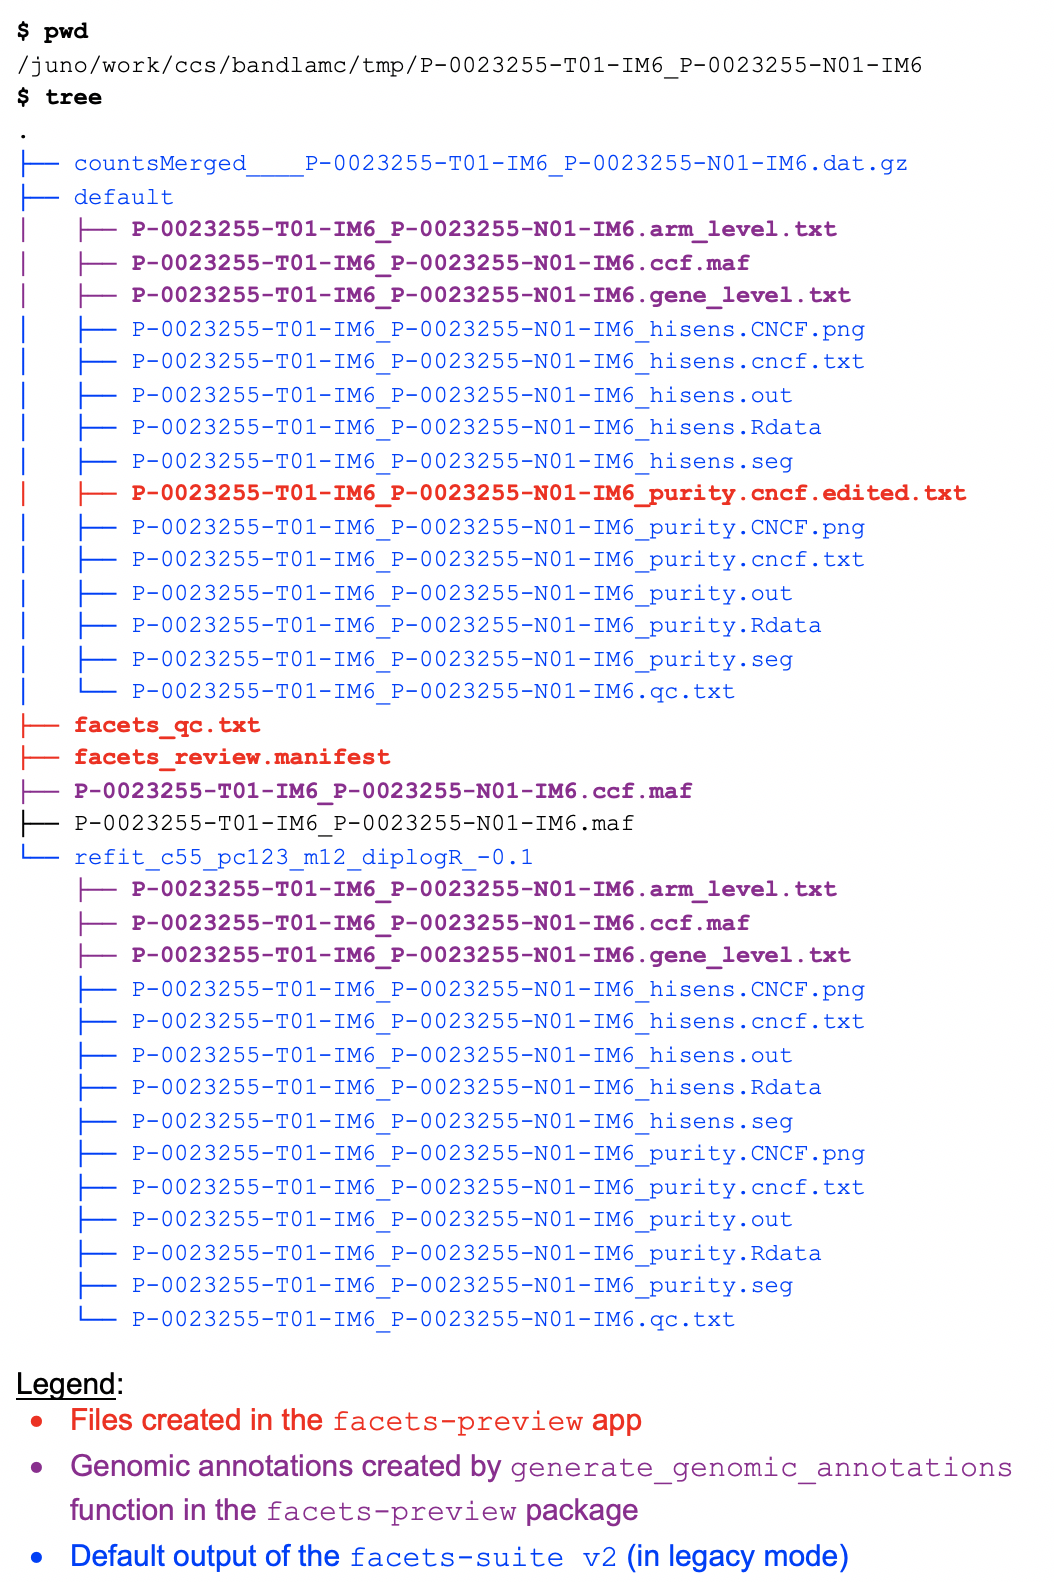 $ pwd
/juno/work/ccs/bandlamc/tmp/P-0023255-T01-IM6_P-0023255-N01-IM6
$ tree
.
├── countsMerged____P-0023255-T01-IM6_P-0023255-N01-IM6.dat.gz
├── default
│   ├── P-0023255-T01-IM6_P-0023255-N01-IM6.arm_level.txt
│   ├── P-0023255-T01-IM6_P-0023255-N01-IM6.ccf.maf
│   ├── P-0023255-T01-IM6_P-0023255-N01-IM6.gene_level.txt
│   ├── P-0023255-T01-IM6_P-0023255-N01-IM6_hisens.CNCF.png
│   ├── P-0023255-T01-IM6_P-0023255-N01-IM6_hisens.cncf.txt
│   ├── P-0023255-T01-IM6_P-0023255-N01-IM6_hisens.out
│   ├── P-0023255-T01-IM6_P-0023255-N01-IM6_hisens.Rdata
│   ├── P-0023255-T01-IM6_P-0023255-N01-IM6_hisens.seg
│   ├── P-0023255-T01-IM6_P-0023255-N01-IM6_purity.cncf.edited.txt
│   ├── P-0023255-T01-IM6_P-0023255-N01-IM6_purity.CNCF.png
│   ├── P-0023255-T01-IM6_P-0023255-N01-IM6_purity.cncf.txt
│   ├── P-0023255-T01-IM6_P-0023255-N01-IM6_purity.out
│   ├── P-0023255-T01-IM6_P-0023255-N01-IM6_purity.Rdata
│   ├── P-0023255-T01-IM6_P-0023255-N01-IM6_purity.seg
│   └── P-0023255-T01-IM6_P-0023255-N01-IM6.qc.txt
├── facets_qc.txt
├── facets_review.manifest
├── P-0023255-T01-IM6_P-0023255-N01-IM6.ccf.maf
├── P-0023255-T01-IM6_P-0023255-N01-IM6.maf
└── refit_c55_pc123_m12_diplogR_-0.1
    ├── P-0023255-T01-IM6_P-0023255-N01-IM6.arm_level.txt
    ├── P-0023255-T01-IM6_P-0023255-N01-IM6.ccf.maf
    ├── P-0023255-T01-IM6_P-0023255-N01-IM6.gene_level.txt
    ├── P-0023255-T01-IM6_P-0023255-N01-IM6_hisens.CNCF.png
    ├── P-0023255-T01-IM6_P-0023255-N01-IM6_hisens.cncf.txt
    ├── P-0023255-T01-IM6_P-0023255-N01-IM6_hisens.out
    ├── P-0023255-T01-IM6_P-0023255-N01-IM6_hisens.Rdata
    ├── P-0023255-T01-IM6_P-0023255-N01-IM6_hisens.seg
    ├── P-0023255-T01-IM6_P-0023255-N01-IM6_purity.CNCF.png
    ├── P-0023255-T01-IM6_P-0023255-N01-IM6_purity.cncf.txt
    ├── P-0023255-T01-IM6_P-0023255-N01-IM6_purity.out
    ├── P-0023255-T01-IM6_P-0023255-N01-IM6_purity.Rdata
    ├── P-0023255-T01-IM6_P-0023255-N01-IM6_purity.seg
    └── P-0023255-T01-IM6_P-0023255-N01-IM6.qc.txt
Legend:
• Files created in the facets-preview app
• Genomic annotations created by generate_genomic_annotations
function in the facets-preview package
• Default output of the facets-suite v2 (in legacy mode)